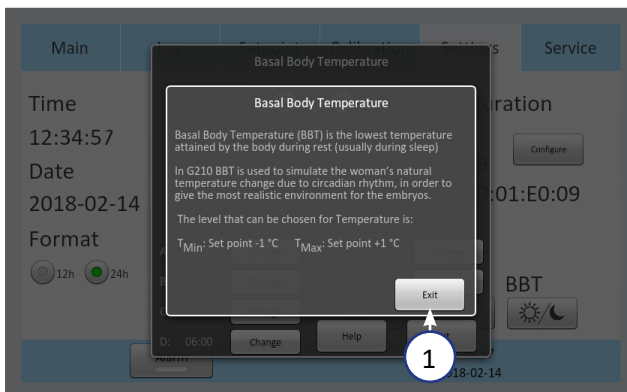 Main
Settings
Service
Basal Body Temperature
Time
12:34:57
Date
2018-02-14
Format
12h
24h
Configure
:01:E0:09
BBT
Basal Body Temperature
Basal Body Temperature (BBT) is the lowest temperature
attained by the body during rest (usually during sleep)
In G210 BBT is used to simulate the woman's natural
temperature change due to circadian rhythm, in order to
give the most realistic environment for the embryos.
The level that can be chosen for Temperature is:
TMin: Set point -1 °C TMax: Set point +1 °C
Exit
D: 06:00 Change Help
1
Alarm
018-02-14